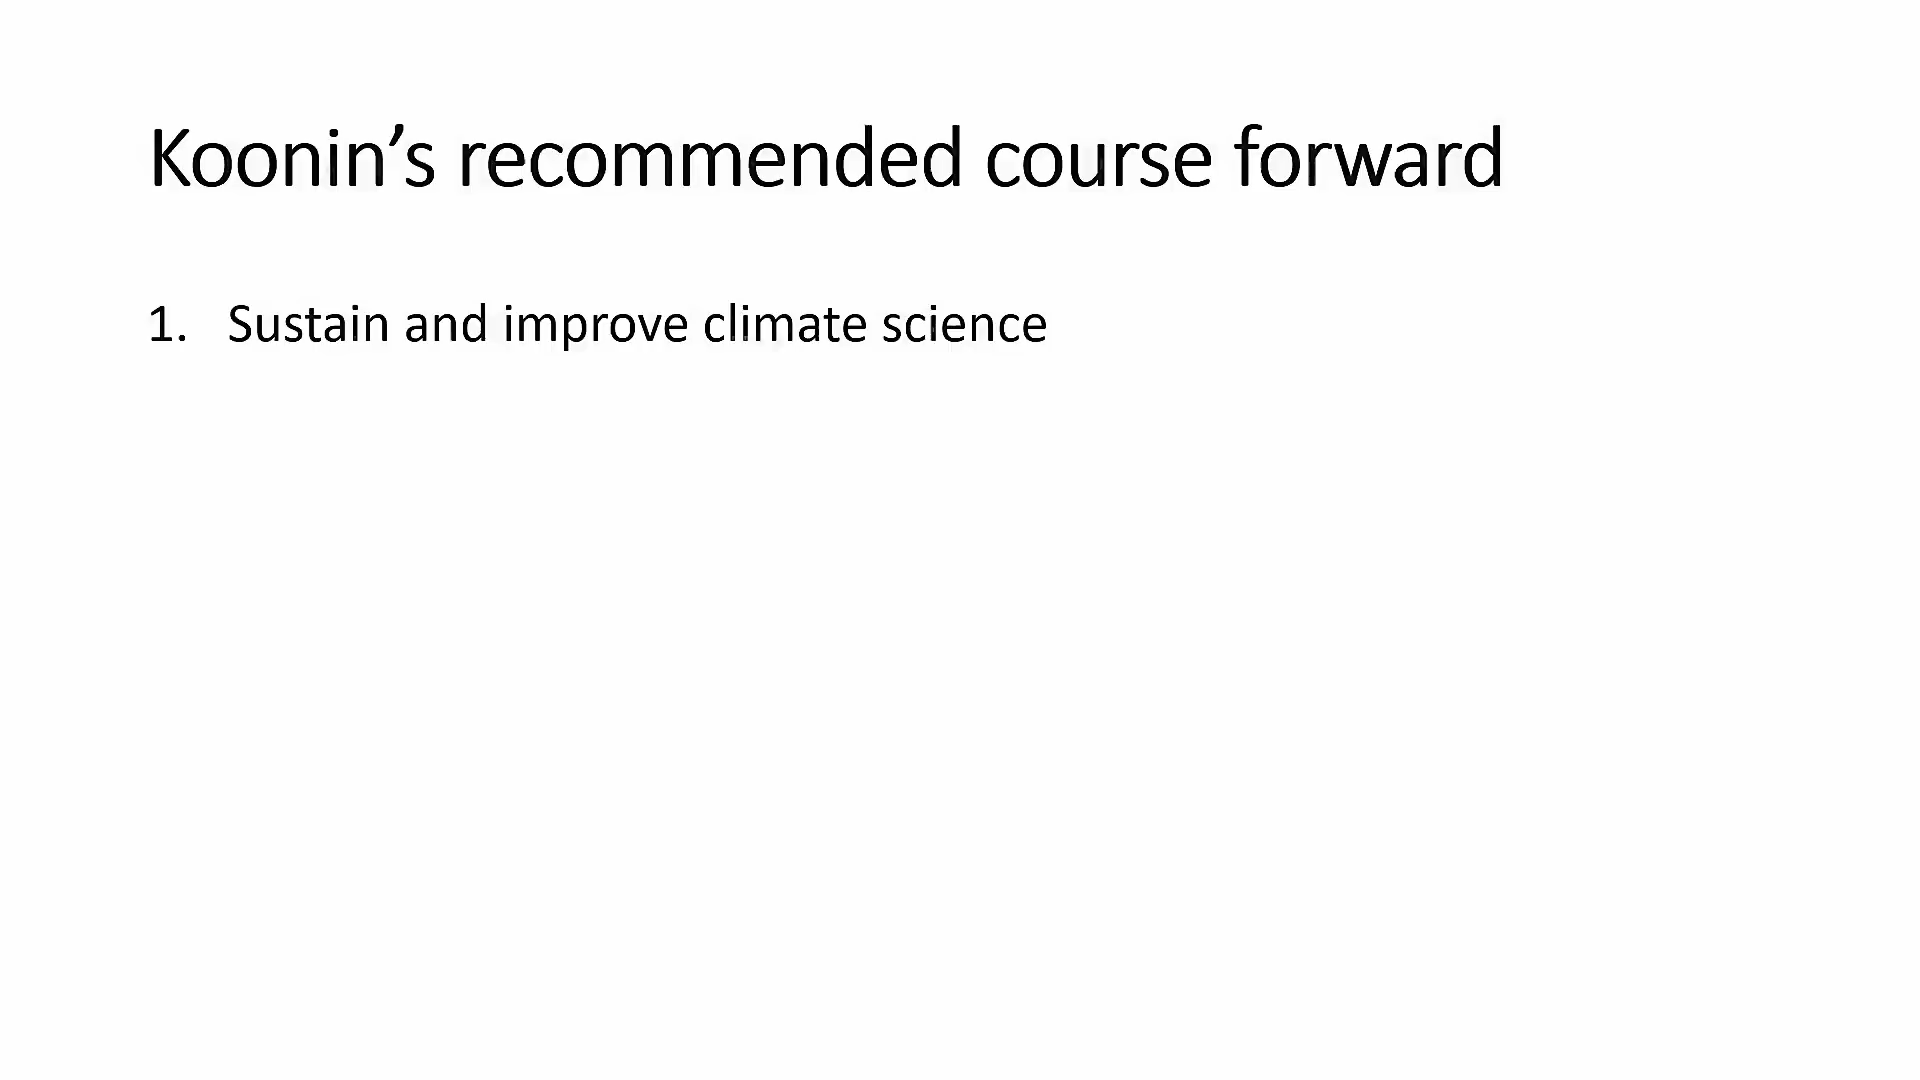 Koonin’s recommended course forward
1. Sustain and improve climate science